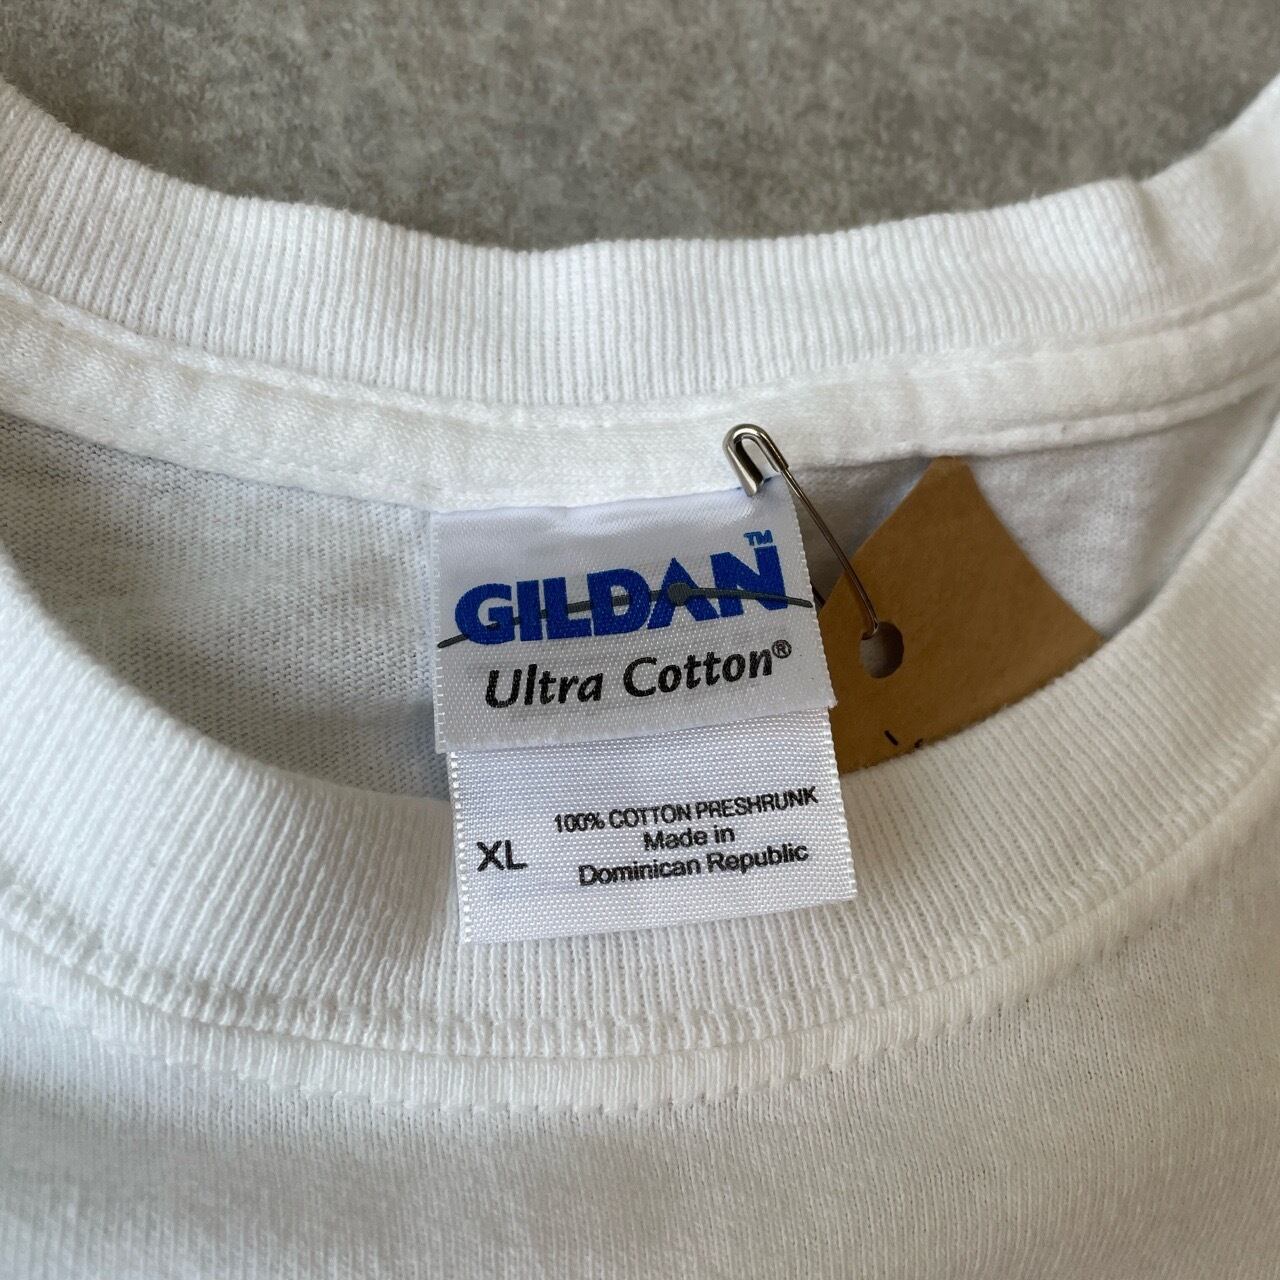 GILDAN™
Ultra Cotton®
XL
100% COTTON PRESHRUNK
Made in
Dominican Republic